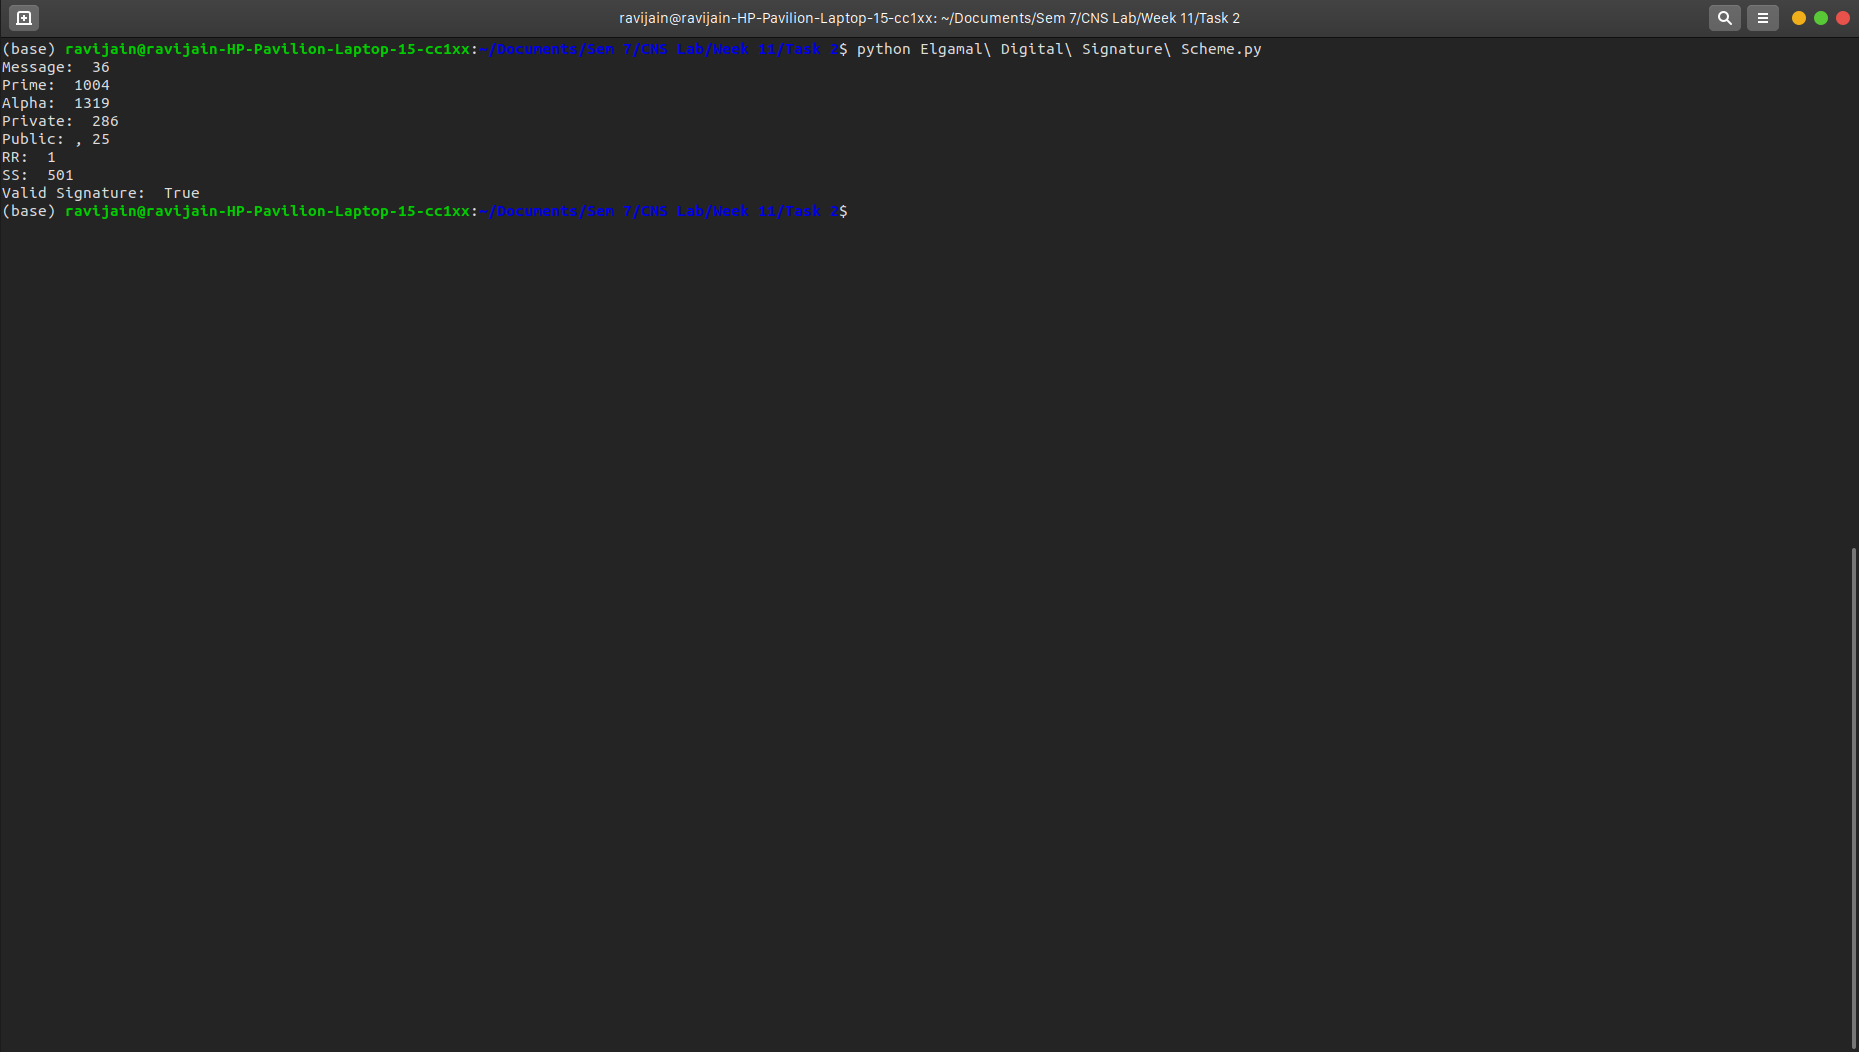 ravijain@ravijain-HP-Pavilion-Laptop-15-cc1xx: ~/Documents/Sem 7/CNS Lab/Week 11/Task 2
(base) ravijain@ravijain-HP-Pavilion-Laptop-15-cc1xx:~/Documents/Sem 7/CNS Lab/Week 11/Task 2$ python Elgamal\ Digital\ Signature\ Scheme.py
Message:  36
Prime:  1004
Alpha:  1319
Private:  286
Public: , 25
RR:  1
SS:  501
Valid Signature:  True
(base) ravijain@ravijain-HP-Pavilion-Laptop-15-cc1xx:~/Documents/Sem 7/CNS Lab/Week 11/Task 2$